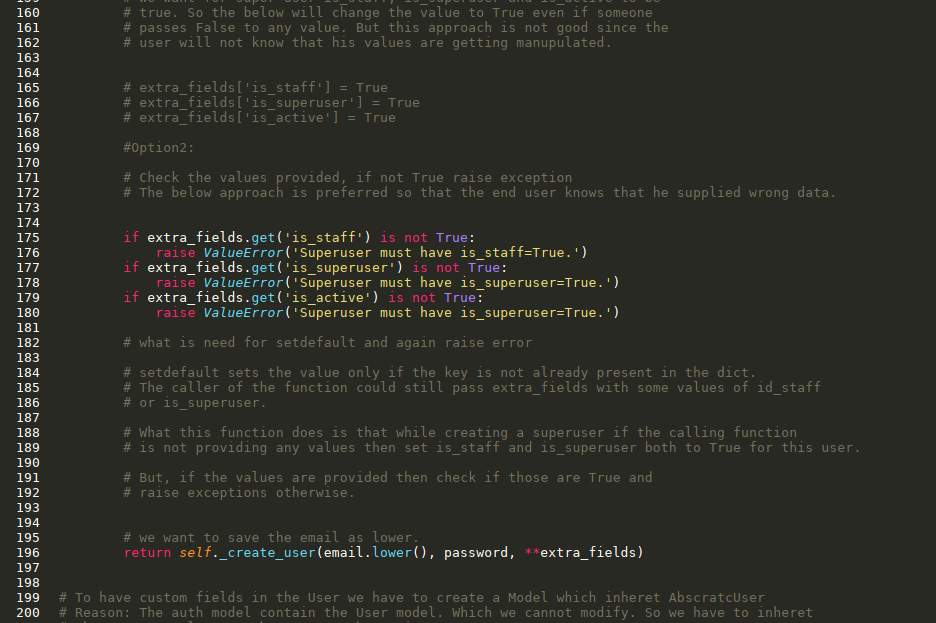 160 # true. So the below will change the value to True even if someone
161 # passes False to any value. But this approach is not good since the
162 # user will not know that his values are getting manupulated.
163
164
165 # extra_fields['is_staff'] = True
166 # extra_fields['is_superuser'] = True
167 # extra_fields['is_active'] = True
168
169 #Option2:
170
171 # Check the values provided, if not True raise exception
172 # The below approach is preferred so that the end user knows that he supplied wrong data.
173
174
175 if extra_fields.get('is_staff') is not True:
176 raise ValueError('Superuser must have is_staff=True.')
177 if extra_fields.get('is_superuser') is not True:
178 raise ValueError('Superuser must have is_superuser=True.')
179 if extra_fields.get('is_active') is not True:
180 raise ValueError('Superuser must have is_superuser=True.')
181
182 # what is need for setdefault and again raise error
183
184 # setdefault sets the value only if the key is not already present in the dict.
185 # The caller of the function could still pass extra_fields with some values of id_staff
186 # or is_superuser.
187
188 # What this function does is that while creating a superuser if the calling function
189 # is not providing any values then set is_staff and is_superuser both to True for this user.
190
191 # But, if the values are provided then check if those are True and
192 # raise exceptions otherwise.
193
194
195 # we want to save the email as lower.
196 return self._create_user(email.lower(), password, **extra_fields)
197
198
199 # To have custom fields in the User we have to create a Model which inheret AbscratcUser
200 # Reason: The auth model contain the User model. Which we cannot modify. So we have to inheret